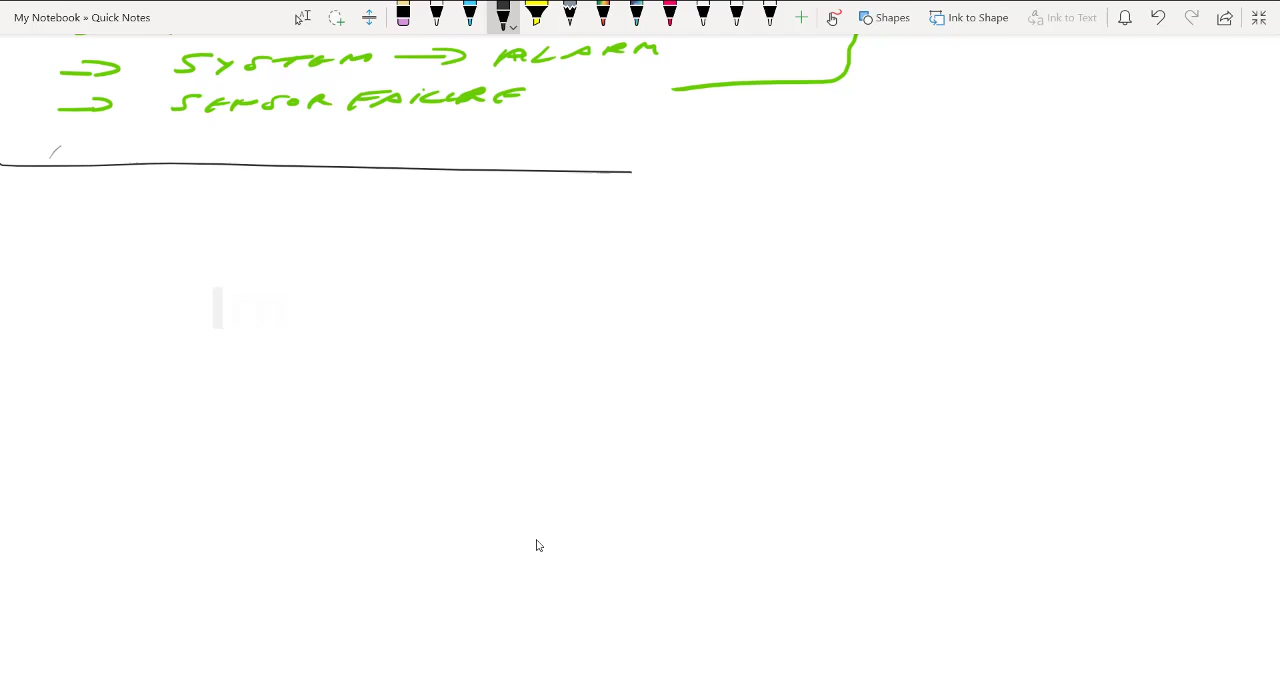 My Notebook » Quick Notes
Shapes
Ink to Shape
Ink to Text
⇒ SYSTEM → ALARM
⇒ SENSOR FAILURE